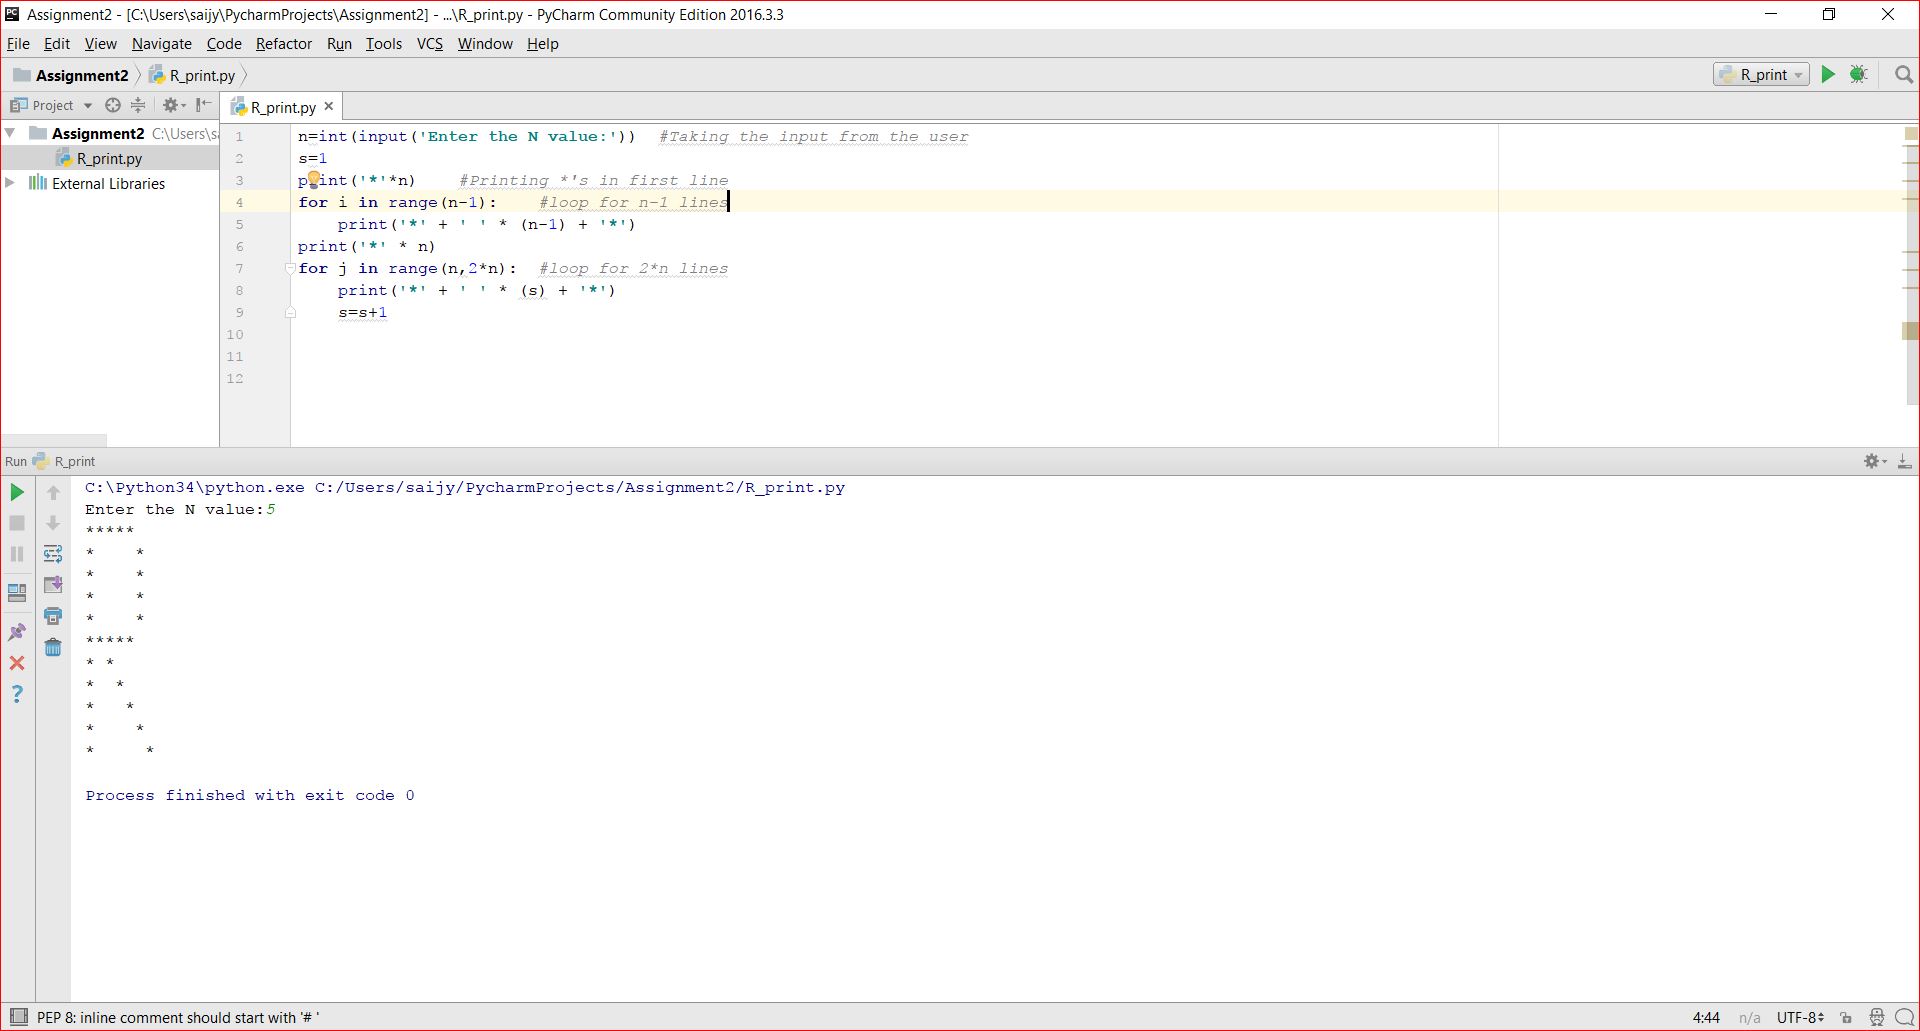 Assignment2 - [C:\Users\saijy\PycharmProjects\Assignment2] - ...\R_print.py - PyCharm Community Edition 2016.3.3
File Edit View Navigate Code Refactor Run Tools VCS Window Help
Assignment2 R_print.py
R_print
Project
R_print.py
Assignment2 C:\Users\sa
R_print.py
External Libraries
1 n=int(input('Enter the N value:')) #Taking the input from the user
2 s=1
3 print('*'*n) #Printing *'s in first line
4 for i in range(n-1): #loop for n-1 lines
5 print('*' + ' ' * (n-1) + '*')
6 print('*' * n)
7 for j in range(n,2*n): #loop for 2*n lines
8 print('*' + ' ' * (s) + '*')
9 s=s+1
10
11
12
Run R_print
C:\Python34\python.exe C:/Users/saijy/PycharmProjects/Assignment2/R_print.py
Enter the N value:5
*****
*    *
*    *
*    *
*    *
*****
* *
*  *
*   *
*    *
*     *
Process finished with exit code 0
PEP 8: inline comment should start with '# '
4:44 n/a UTF-8